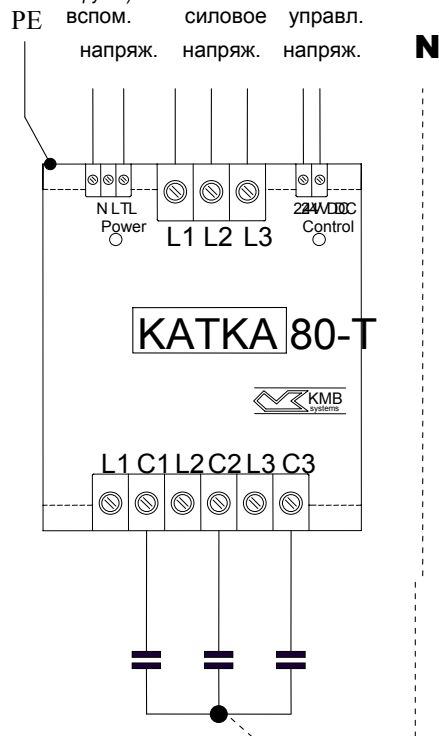 PE вспом. силовое управл.
напряж. напряж. напряж. N
L1 L2 L3
Power
Control
KATKA 80-T
KMB
systems
L1 C1 L2 C2 L3 C3